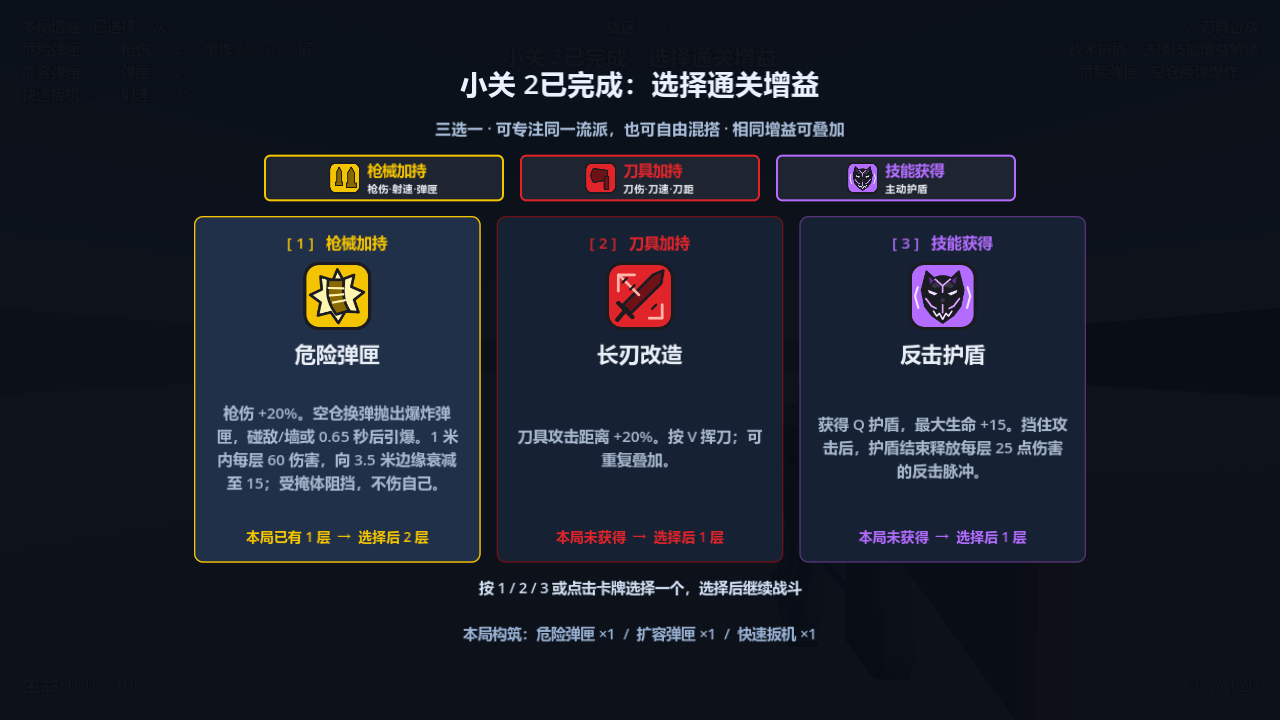 小关 2已完成：选择通关增益
三选一 · 可专注同一流派，也可自由混搭 · 相同增益可叠加
枪械加持
枪伤·射速·弹匣
刀具加持
刀伤·刀速·刀距
技能获得
主动护盾
[ 1 ] 枪械加持
危险弹匣
枪伤 +20%。空仓换弹抛出爆炸弹
匣，碰敌/墙或 0.65 秒后引爆。1 米
内每层 60 伤害，向 3.5 米边缘衰减
至 15；受掩体阻挡，不伤自己。
本局已有 1 层 → 选择后 2 层
[ 2 ] 刀具加持
长刃改造
刀具攻击距离 +20%。按 V 挥刀；可
重复叠加。
本局未获得 → 选择后 1 层
[ 3 ] 技能获得
反击护盾
获得 Q 护盾，最大生命 +15。挡住攻
击后，护盾结束释放每层 25 点伤害
的反击脉冲。
本局未获得 → 选择后 1 层
按 1 / 2 / 3 或点击卡牌选择一个，选择后继续战斗
本局构筑：危险弹匣 ×1 / 扩容弹匣 ×1 / 快速扳机 ×1